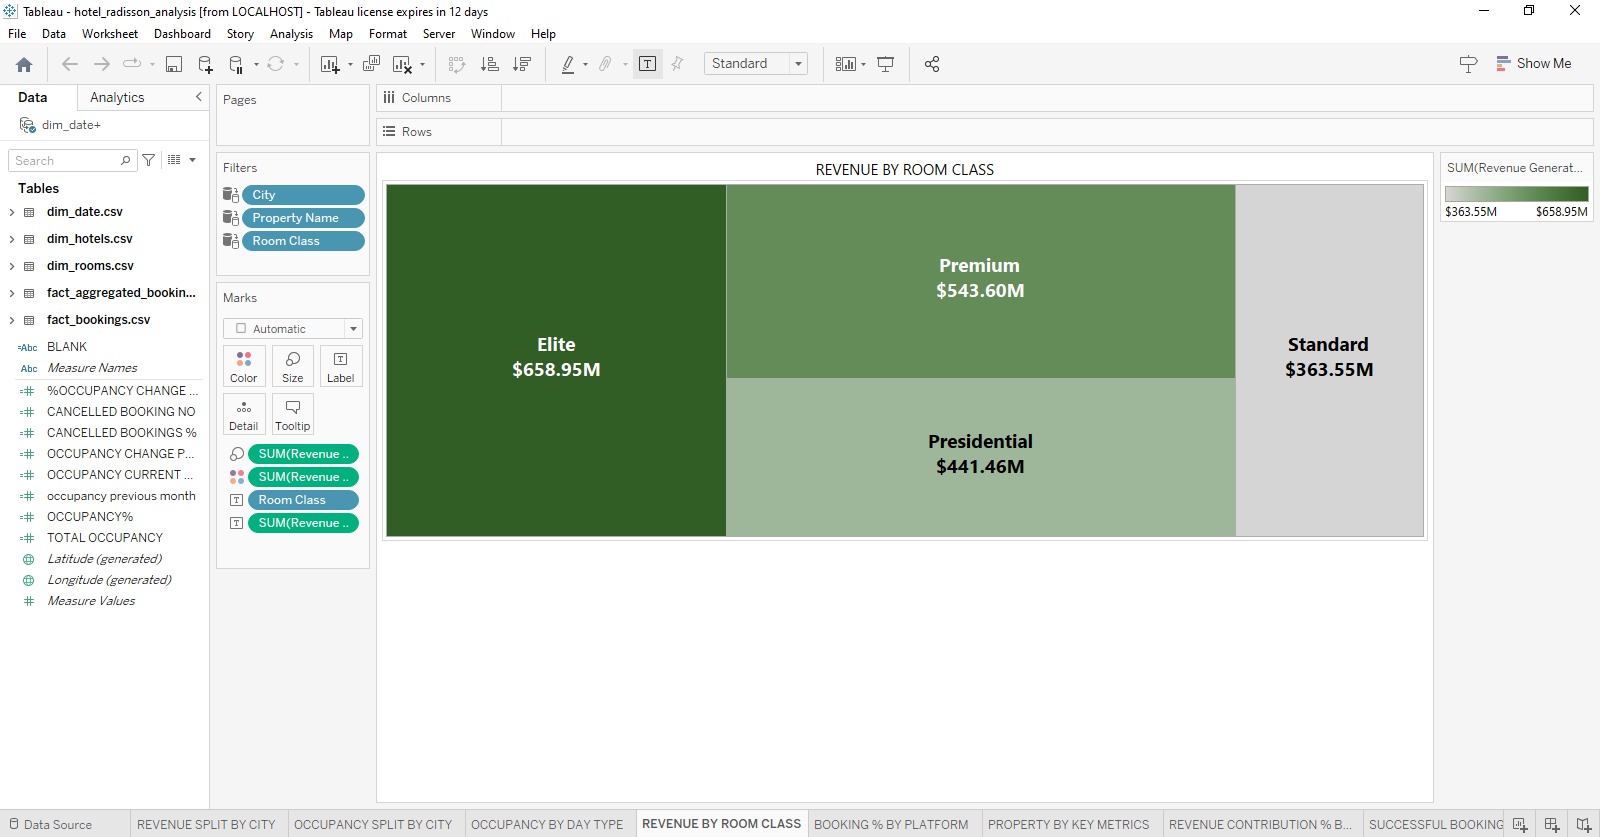 Tableau - hotel_radisson_analysis [from LOCALHOST] - Tableau license expires in 12 days
File Data Worksheet Dashboard Story Analysis Map Format Server Window Help
Standard
Show Me
Data Analytics
dim_date+
Search
Tables
dim_date.csv
dim_hotels.csv
dim_rooms.csv
fact_aggregated_bookin...
fact_bookings.csv
=Abc BLANK
Abc Measure Names
=# %OCCUPANCY CHANGE ...
=# CANCELLED BOOKING NO
=# CANCELLED BOOKINGS %
=# OCCUPANCY CHANGE P...
=# OCCUPANCY CURRENT ...
=# occupancy previous month
=# OCCUPANCY%
=# TOTAL OCCUPANCY
Latitude (generated)
Longitude (generated)
# Measure Values
Pages
Filters
City
Property Name
Room Class
Marks
Automatic
Color Size T Label
Detail Tooltip
SUM(Revenue ..
SUM(Revenue ..
T Room Class
T SUM(Revenue ..
Columns
Rows
REVENUE BY ROOM CLASS
Elite
$658.95M
Premium
$543.60M
Presidential
$441.46M
Standard
$363.55M
SUM(Revenue Generat...
$363.55M $658.95M
Data Source REVENUE SPLIT BY CITY OCCUPANCY SPLIT BY CITY OCCUPANCY BY DAY TYPE REVENUE BY ROOM CLASS BOOKING % BY PLATFORM PROPERTY BY KEY METRICS REVENUE CONTRIBUTION % B... SUCCESSFUL BOOKING